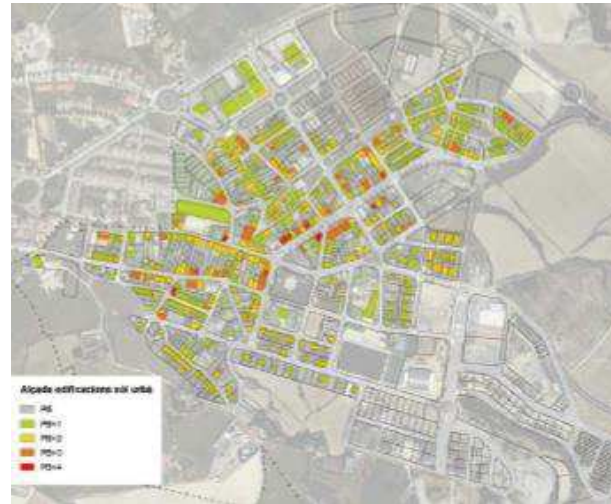 Alçada edificacions sòl urbà
PB
PB+1
PB+2
PB+3
PB+4